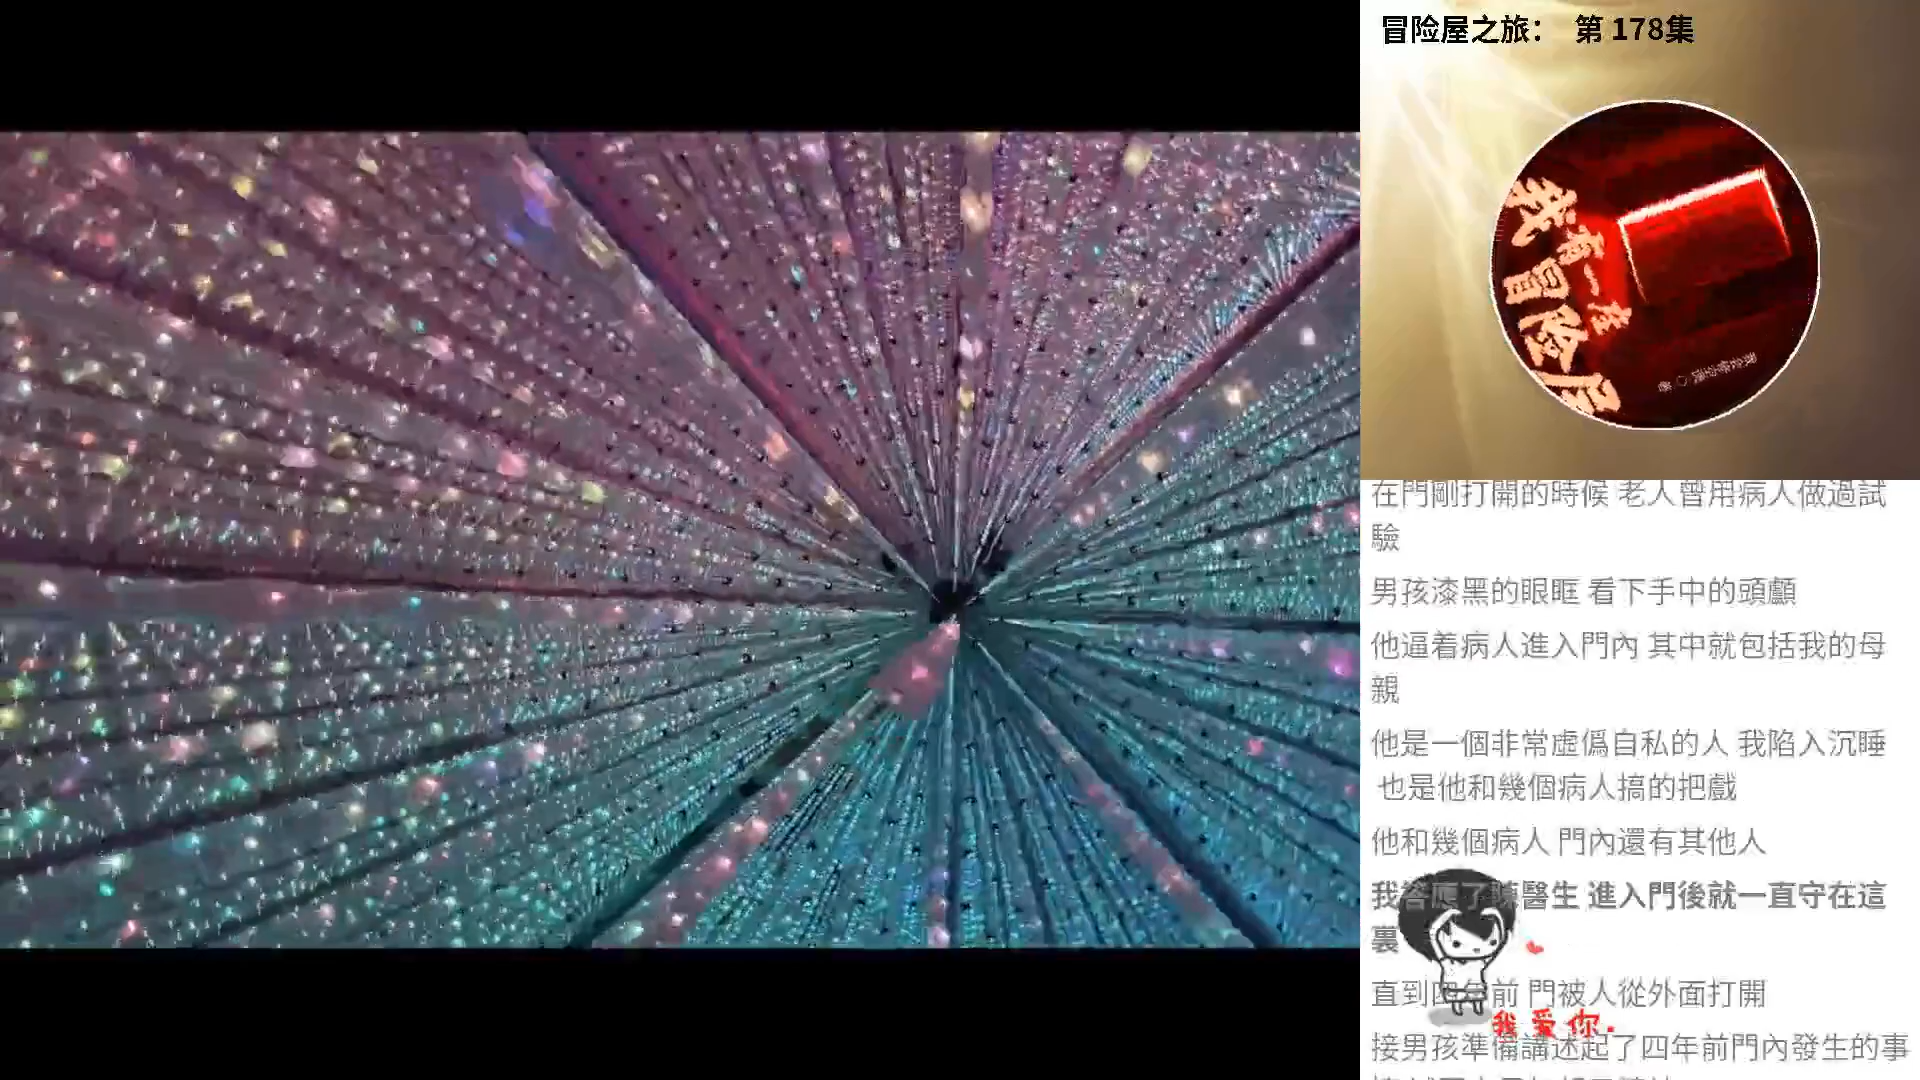 冒险屋之旅： 第 178集
我有一座
冒险屋
在門剛打開的時候 老人曾用病人做過試
驗
男孩漆黑的眼眶 看下手中的頭顱
他逼着病人進入門內 其中就包括我的母
親
他是一個非常虛僞自私的人 我陷入沉睡
也是他和幾個病人搞的把戲
他和幾個病人 門內還有其他人
我答應了陳醫生 進入門後就一直守在這
裏
直到四年前 門被人從外面打開
我爱你.
接男孩準備講述起了四年前門內發生的事